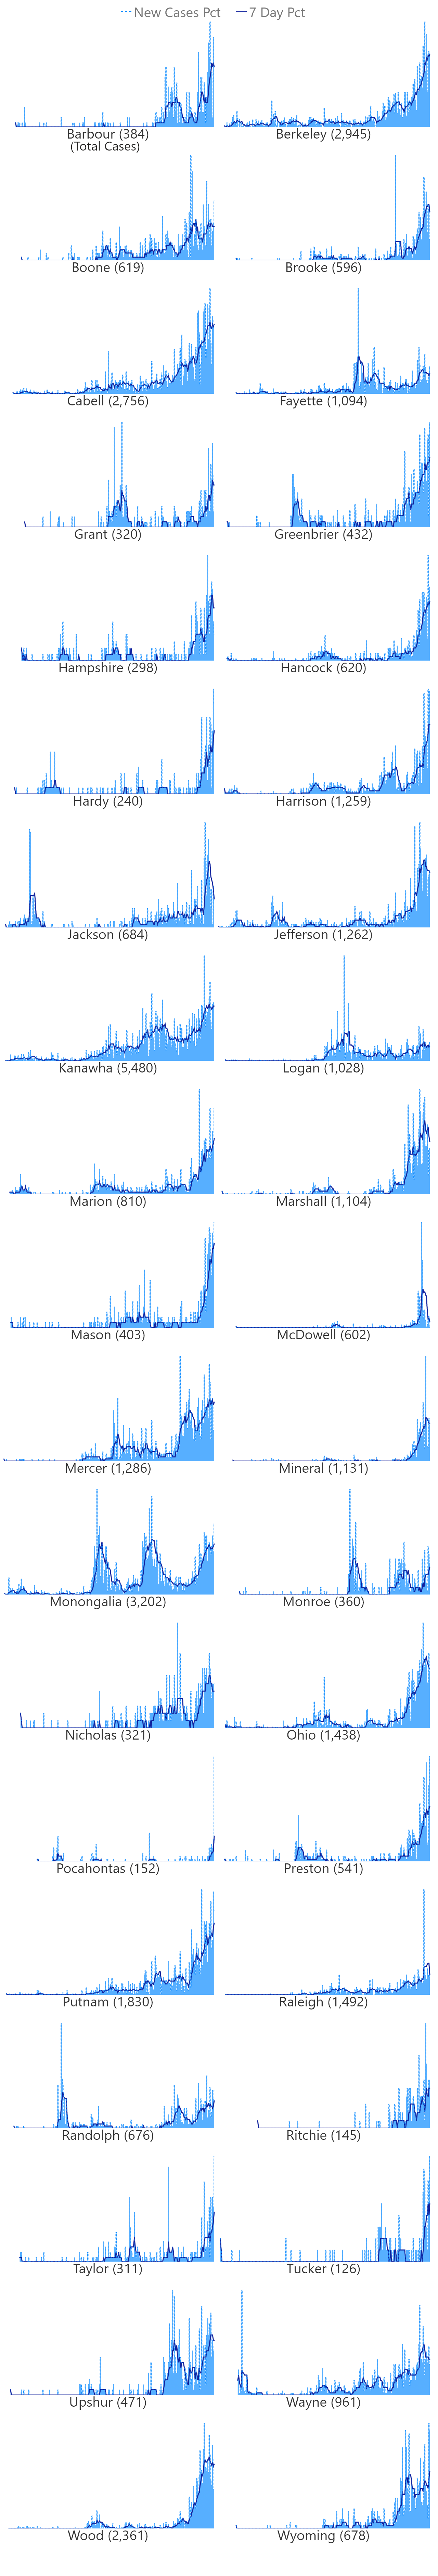 New Cases Pct 7 Day Pct
Barbour (384) Berkeley (2,945)
(Total Cases)
Boone (619) Brooke (596)
Cabell (2,756) Fayette (1,094)
Grant (320) Greenbrier (432)
Hampshire (298) Hancock (620)
Hardy (240) Harrison (1,259)
Jackson (684) Jefferson (1,262)
Kanawha (5,480) Logan (1,028)
Marion (810) Marshall (1,104)
Mason (403) McDowell (602)
Mercer (1,286) Mineral (1,131)
Monongalia (3,202) Monroe (360)
Nicholas (321) Ohio (1,438)
Pocahontas (152) Preston (541)
Putnam (1,830) Raleigh (1,492)
Randolph (676) Ritchie (145)
Taylor (311) Tucker (126)
Upshur (471) Wayne (961)
Wood (2,361) Wyoming (678)